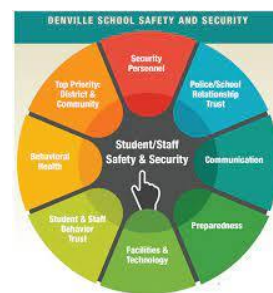 DENVILLE SCHOOL SAFETY AND SECURITY
Security
Personnel
Police/School
Relationship
Trust
Communication
Preparedness
Facilities &
Technology
Student & Staff
Behavior
Trust
Behavioral
Health
Top Priority:
District &
Community
Student/Staff
Safety & Security